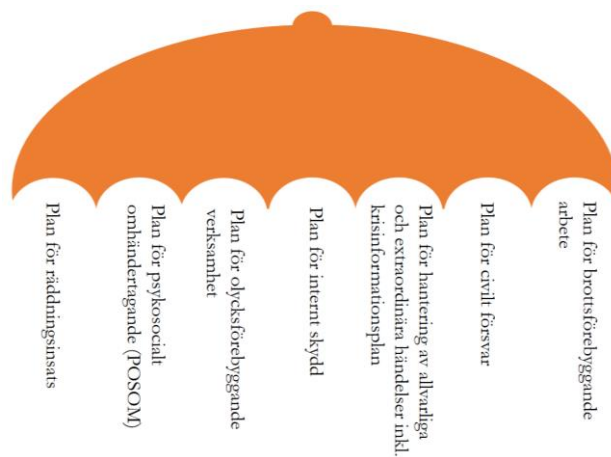 Plan för räddningsinsats
Plan för psykosocialt
omhändertagande (POSOM)
Plan för olycksförebyggande
verksamhet
Plan för internt skydd
Plan för hantering av allvarliga
och extraordinära händelser inkl.
krisinformationsplan
Plan för civilt försvar
Plan för brottsförebyggande
arbete